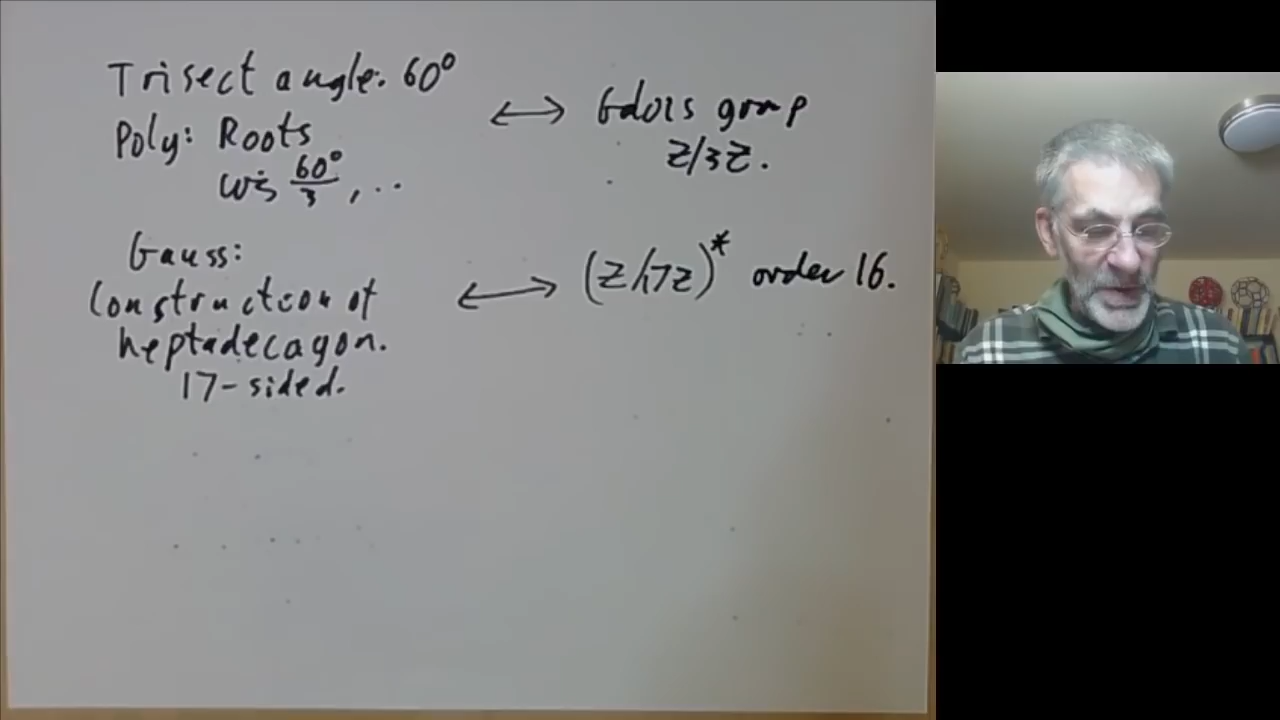 Trisect angle. 60°
Poly: Roots
cos 60°/3 , ..
⟷ Galois group
Z/3Z.
Gauss:
Construction of
heptadecagon.
17-sided.
⟷ (Z/17Z)* order 16.